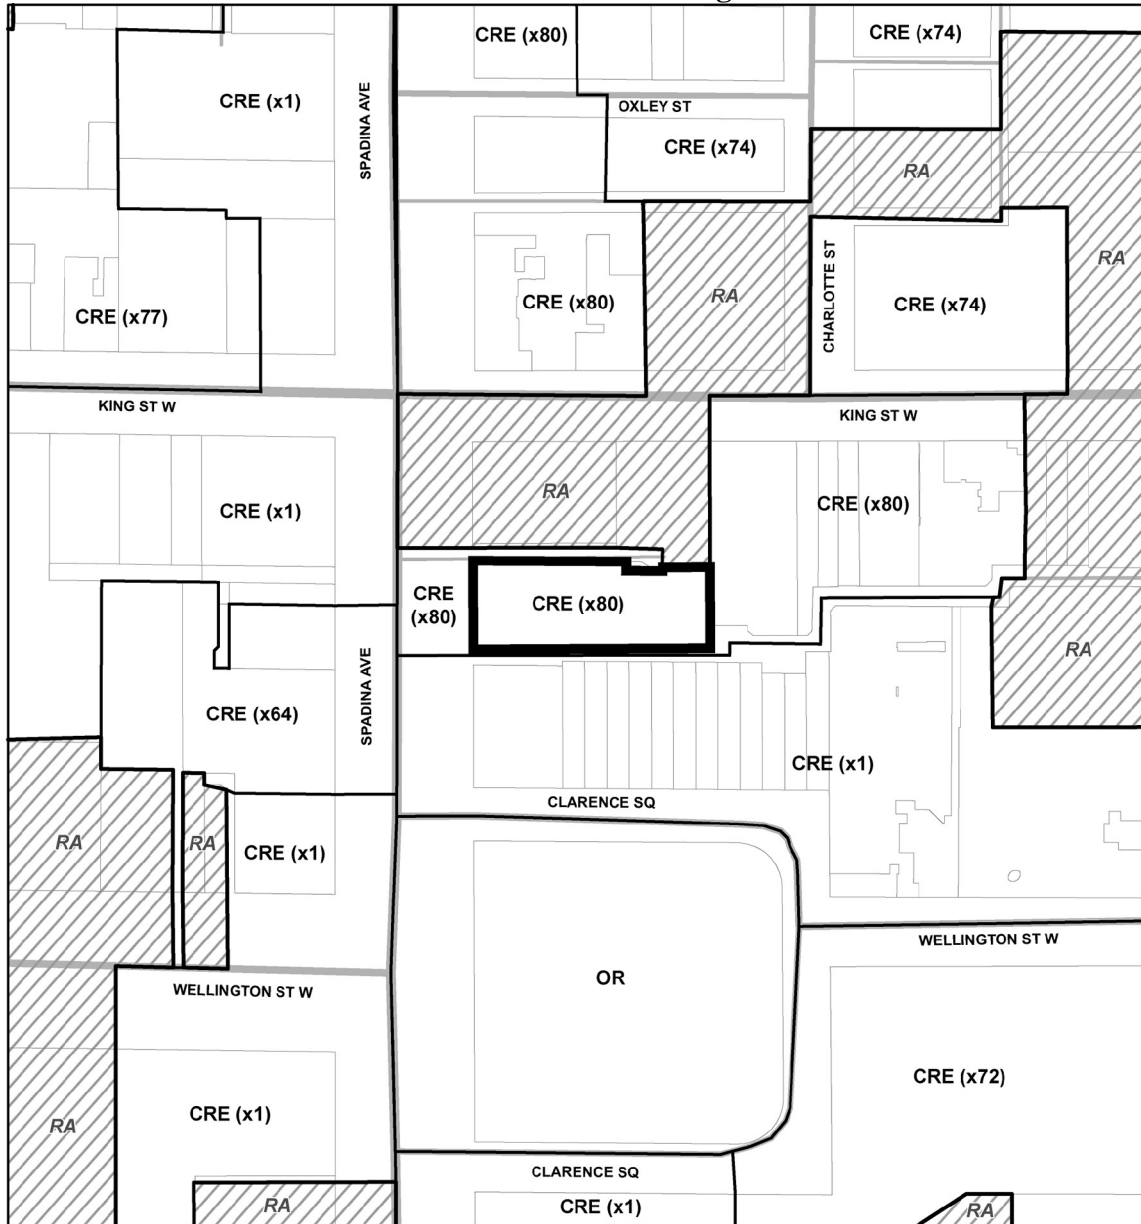 CRE (x80)
CRE (x74)
CRE (x1)
SPADINA AVE
OXLEY ST
CRE (x74)
RA
CHARLOTTE ST
RA
CRE (x77)
CRE (x80)
RA
CRE (x74)
KING ST W
KING ST W
CRE (x1)
RA
CRE (x80)
CRE
(x80)
CRE (x80)
SPADINA AVE
RA
CRE (x64)
CRE (x1)
CLARENCE SQ
RA
RA
CRE (x1)
WELLINGTON ST W
OR
WELLINGTON ST W
CRE (x72)
CRE (x1)
RA
CLARENCE SQ
RA
CRE (x1)
RA